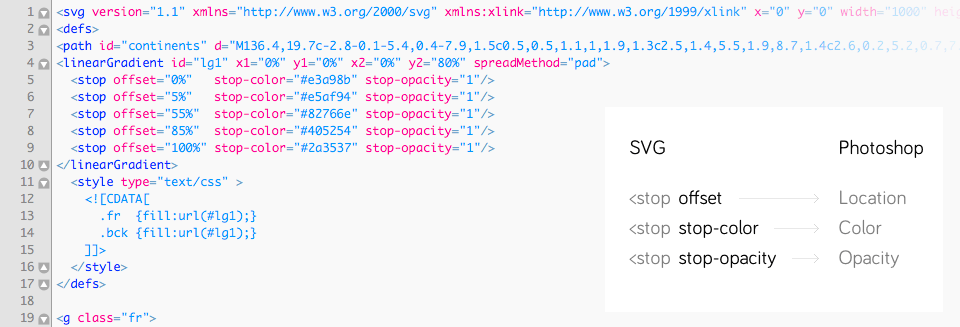 1 <svg version="1.1" xmlns="http://www.w3.org/2000/svg" xmlns:xlink="http://www.w3.org/1999/xlink" x="0" y="0" width="1000"
2 <defs>
3 <path id="continents" d="M136.4,19.7c-2.8-0.1-5.4,0.4-7.9,1.5c0.5,0.5,1.1,1,1.9,1.3c2.5,1.4,5.5,1.9,8.7,1.4c2.6,0.2,5.2,0.7,
4 <linearGradient id="lg1" x1="0%" y1="0%" x2="0%" y2="80%" spreadMethod="pad">
5 <stop offset="0%" stop-color="#e3a98b" stop-opacity="1"/>
6 <stop offset="5%" stop-color="#e5af94" stop-opacity="1"/>
7 <stop offset="55%" stop-color="#82766e" stop-opacity="1"/>
8 <stop offset="85%" stop-color="#405254" stop-opacity="1"/>
9 <stop offset="100%" stop-color="#2a3537" stop-opacity="1"/>
10 </linearGradient>
11 <style type="text/css" >
12 <![CDATA[
13 .fr {fill:url(#lg1);}
14 .bck {fill:url(#lg1);}
15 ]]>
16 </style>
17 </defs>
18
19 <g class="fr">
SVG Photoshop
<stop offset Location
<stop stop-color Color
<stop stop-opacity Opacity